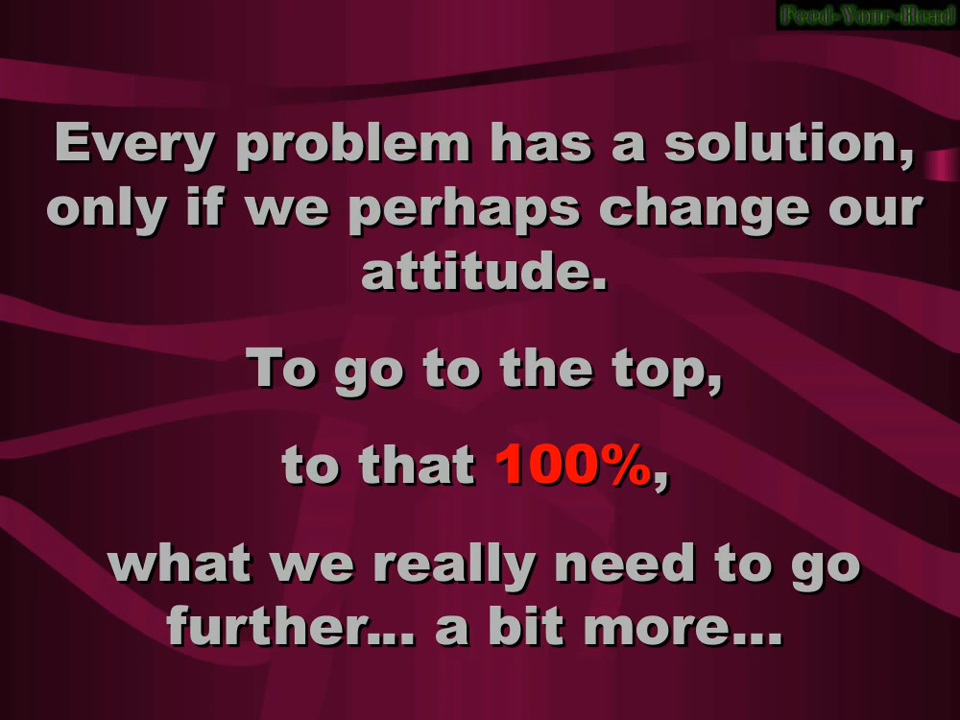 Feed-Your-Head
Every problem has a solution,
only if we perhaps change our
attitude.
To go to the top,
to that 100%,
what we really need to go
further... a bit more...